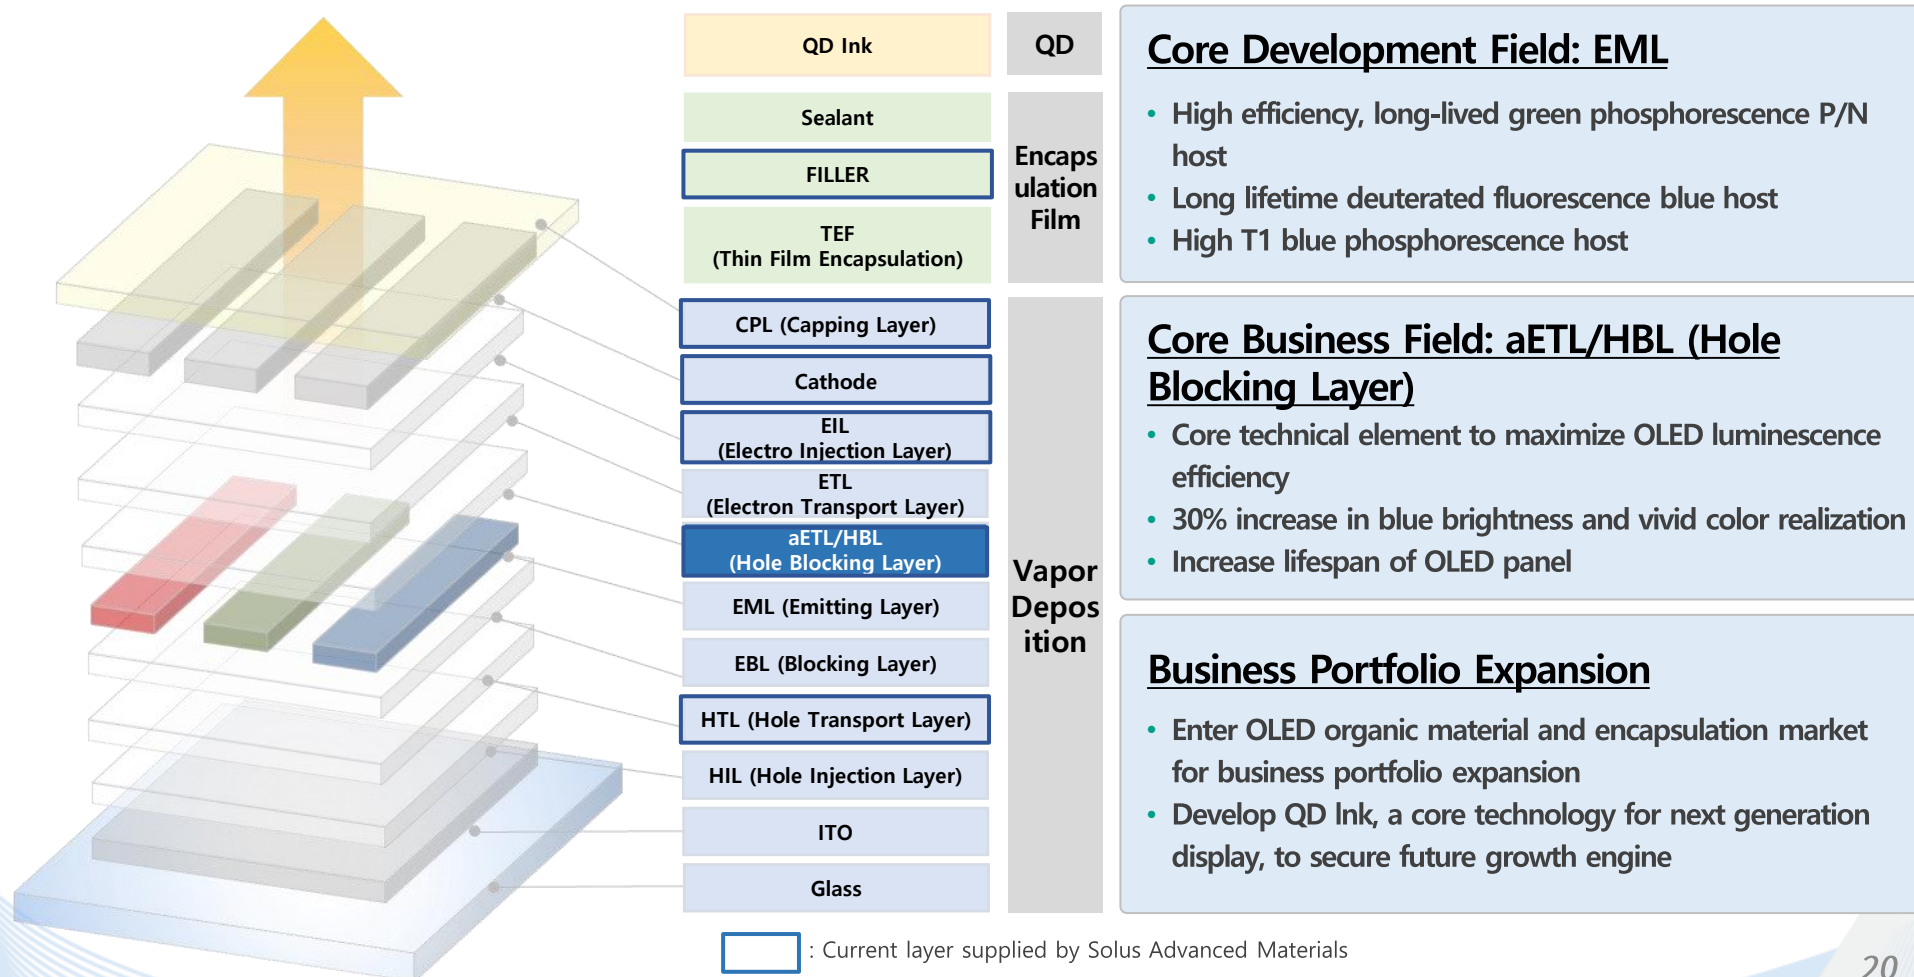 QD Ink
QD
Sealant
FILLER
TEF
(Thin Film Encapsulation)
Encaps
ulation
Film
CPL (Capping Layer)
Cathode
EIL
(Electro Injection Layer)
ETL
(Electron Transport Layer)
aETL/HBL
(Hole Blocking Layer)
EML (Emitting Layer)
EBL (Blocking Layer)
HTL (Hole Transport Layer)
HIL (Hole Injection Layer)
ITO
Glass
Vapor
Depos
ition
Core Development Field: EML
• High efficiency, long-lived green phosphorescence P/N
host
• Long lifetime deuterated fluorescence blue host
• High T1 blue phosphorescence host
Core Business Field: aETL/HBL (Hole
Blocking Layer)
• Core technical element to maximize OLED luminescence
efficiency
• 30% increase in blue brightness and vivid color realization
• Increase lifespan of OLED panel
Business Portfolio Expansion
• Enter OLED organic material and encapsulation market
for business portfolio expansion
• Develop QD Ink, a core technology for next generation
display, to secure future growth engine
: Current layer supplied by Solus Advanced Materials
20